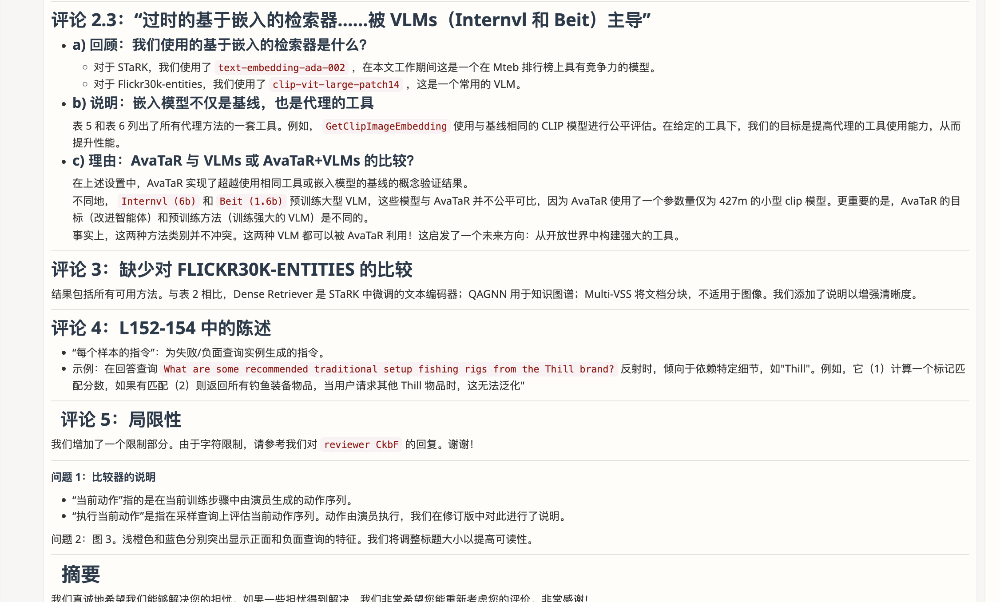 评论 2.3：“过时的基于嵌入的检索器......被 VLMs（Internvl 和 Beit）主导”
a) 回顾：我们使用的基于嵌入的检索器是什么？
对于 STaRK，我们使用了 text-embedding-ada-002 ，在本文工作期间这是一个在 Mteb 排行榜上具有竞争力的模型。
对于 Flickr30k-entities，我们使用了 clip-vit-large-patch14 ，这是一个常用的 VLM。
b) 说明：嵌入模型不仅是基线，也是代理的工具
表 5 和表 6 列出了所有代理方法的一套工具。例如， GetClipImageEmbedding 使用与基线相同的 CLIP 模型进行公平评估。在给定的工具下，我们的目标是提高代理的工具使用能力，从而
提升性能。
c) 理由：AvaTaR 与 VLMs 或 AvaTaR+VLMs 的比较？
在上述设置中，AvaTaR 实现了超越使用相同工具或嵌入模型的基线的概念验证结果。
不同地， Internvl (6b) 和 Beit (1.6b) 预训练大型 VLM，这些模型与 AvaTaR 并不公平可比，因为 AvaTaR 使用了一个参数量仅为 427m 的小型 clip 模型。更重要的是，AvaTaR 的目
标（改进智能体）和预训练方法（训练强大的 VLM）是不同的。
事实上，这两种方法类别并不冲突。这两种 VLM 都可以被 AvaTaR 利用！这启发了一个未来方向：从开放世界中构建强大的工具。
评论 3：缺少对 FLICKR30K-ENTITIES 的比较
结果包括所有可用方法。与表 2 相比，Dense Retriever 是 STaRK 中微调的文本编码器；QAGNN 用于知识图谱；Multi-VSS 将文档分块，不适用于图像。我们添加了说明以增强清晰度。
评论 4：L152-154 中的陈述
“每个样本的指令”：为失败/负面查询实例生成的指令。
示例：在回答查询 What are some recommended traditional setup fishing rigs from the Thill brand? 反射时，倾向于依赖特定细节，如"Thill"。例如，它（1）计算一个标记匹
配分数，如果有匹配（2）则返回所有钓鱼装备物品，当用户请求其他 Thill 物品时，这无法泛化"
评论 5：局限性
我们增加了一个限制部分。由于字符限制，请参考我们对 reviewer CkbF 的回复。谢谢！
问题 1：比较器的说明
“当前动作”指的是在当前训练步骤中由演员生成的动作序列。
“执行当前动作”是指在采样查询上评估当前动作序列。动作由演员执行，我们在修订版中对此进行了说明。
问题 2：图 3。浅橙色和蓝色分别突出显示正面和负面查询的特征。我们将调整标题大小以提高可读性。
摘要
我们真诚地希望我们能够解决您的担忧。如果一些担忧得到解决，我们非常希望您能重新考虑您的评价。非常感谢！